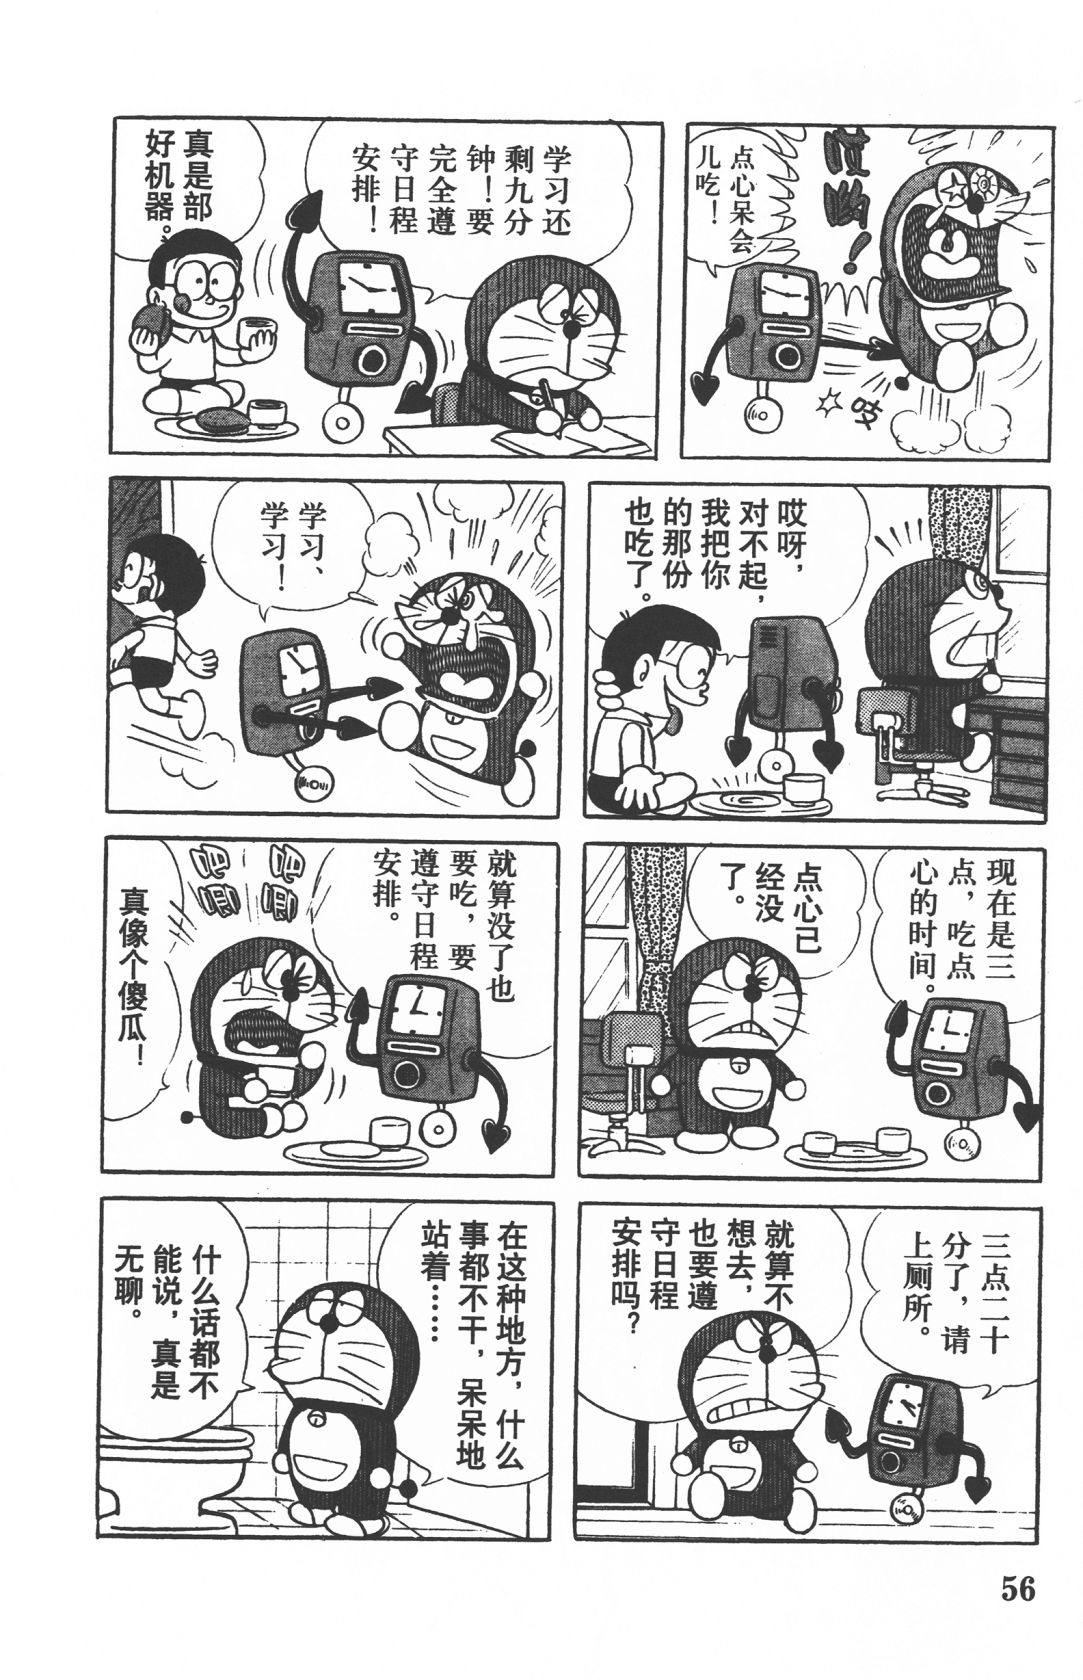 点心呆会
儿吃！
哎哟！
吱
学习还
剩九分
钟！要
完全遵
守日程
安排！
真是部
好机器。
哎呀，
对不起，
我把你
的那份
也吃了。
学习、
学习！
现在是三
点，吃点
心的时间。
点心已
经没
了。
就算没了也
要吃，要
遵守日程
安排。
吧唧
吧唧
真像个傻瓜！
三点二十
分了，请
上厕所。
就算不
想去，
也要遵
守日程
安排吗？
在这种地方，什么
事都不干，呆呆地
站着……
什么话都不
能说，真是
无聊。
56